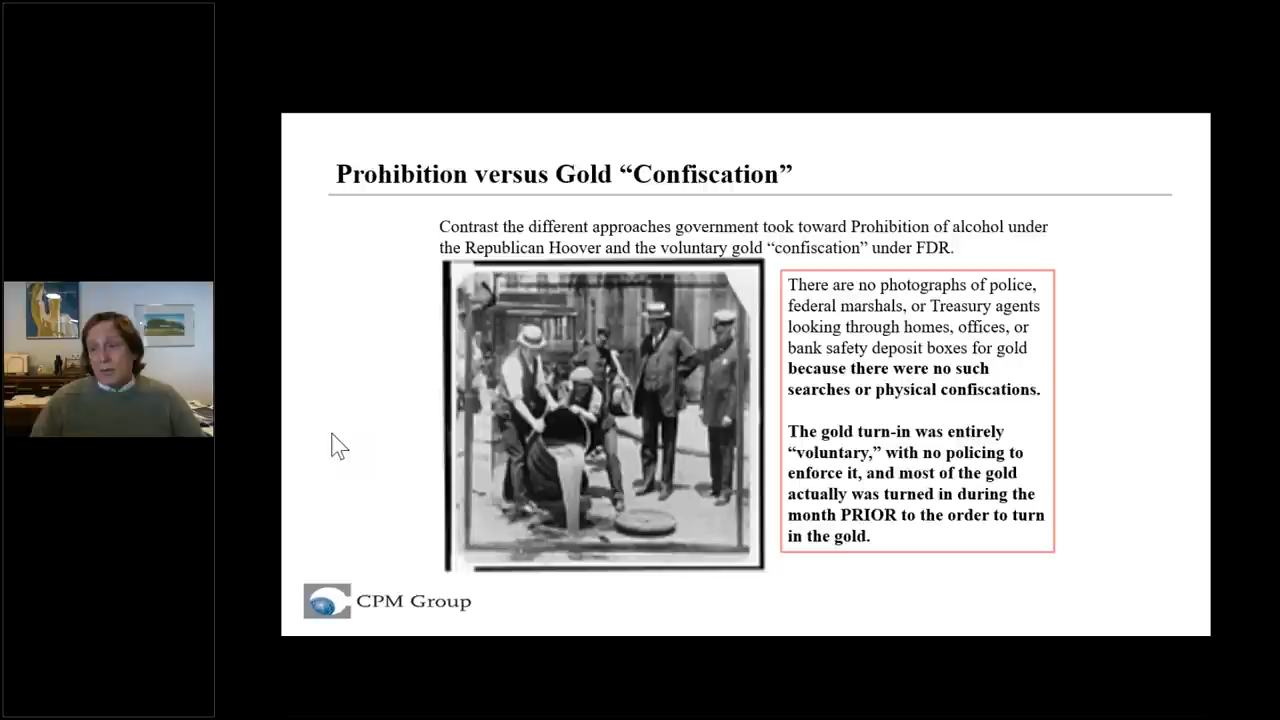 Prohibition versus Gold “Confiscation”
Contrast the different approaches government took toward Prohibition of alcohol under
the Republican Hoover and the voluntary gold “confiscation” under FDR.
There are no photographs of police,
federal marshals, or Treasury agents
looking through homes, offices, or
bank safety deposit boxes for gold
because there were no such
searches or physical confiscations.
The gold turn-in was entirely
“voluntary,” with no policing to
enforce it, and most of the gold
actually was turned in during the
month PRIOR to the order to turn
in the gold.
CPM Group